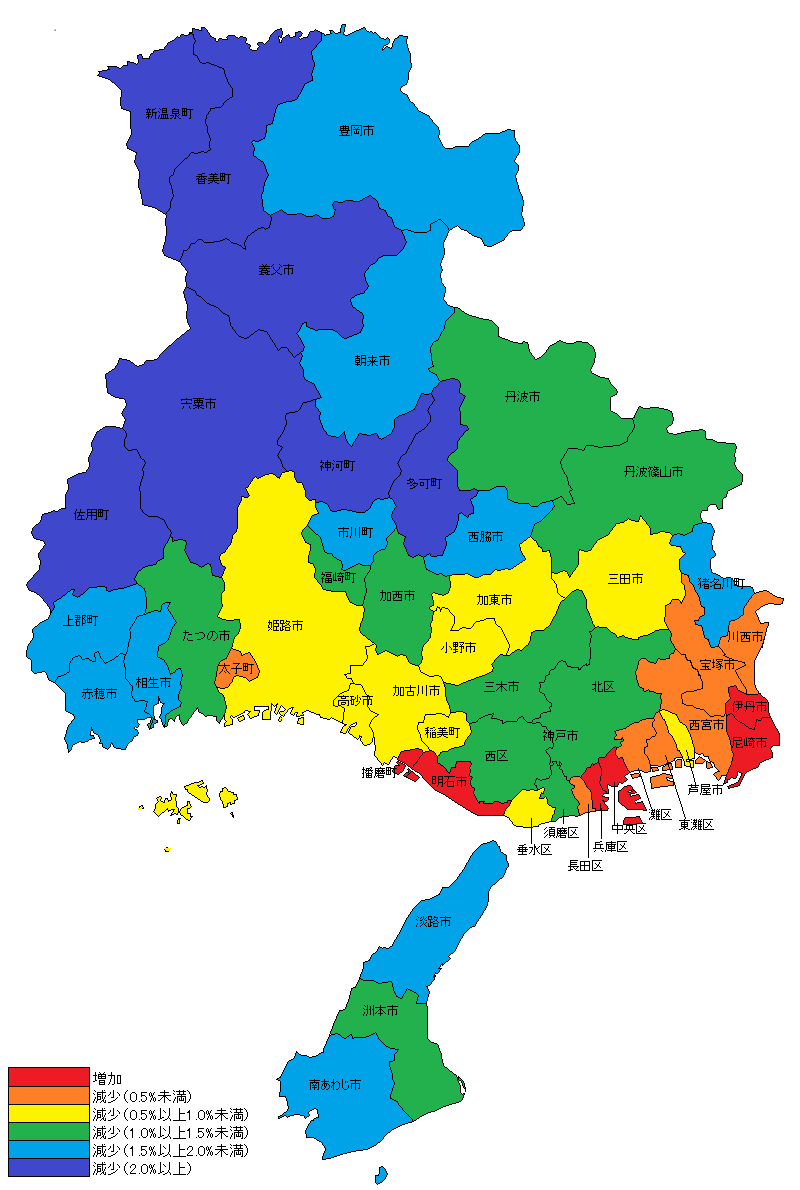 新温泉町
豊岡市
香美町
養父市
朝来市
宍粟市
丹波市
神河町
丹波篠山市
多可町
佐用町
市川町
西脇市
福崎町
三田市
猪名川町
加西市
加東市
上郡町
姫路市
たつの市
川西市
小野市
太子町
宝塚市
相生市
三木市
北区
赤穂市
加古川市
高砂市
伊丹市
西宮市
稲美町
神戸市
尼崎市
西区
播磨町
明石市
芦屋市
灘区
東灘区
中央区
須磨区
兵庫区
垂水区
長田区
淡路市
洲本市
南あわじ市
増加
減少(0.5%未満)
減少(0.5%以上1.0%未満)
減少(1.0%以上1.5%未満)
減少(1.5%以上2.0%未満)
減少(2.0%以上)